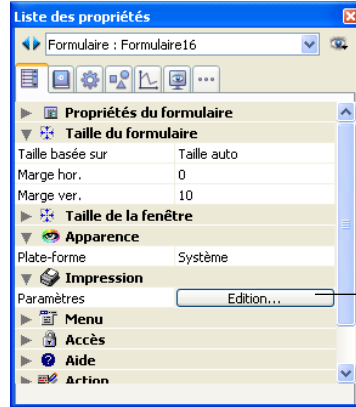 Liste des propriétés
Formulaire : Formulaire16
Propriétés du formulaire
Taille du formulaire
Taille basée sur Taille auto
Marge hor. 0
Marge ver. 10
Taille de la fenêtre
Apparence
Plate-forme Système
Impression
Paramètres Edition...
Menu
Accès
Aide
Action